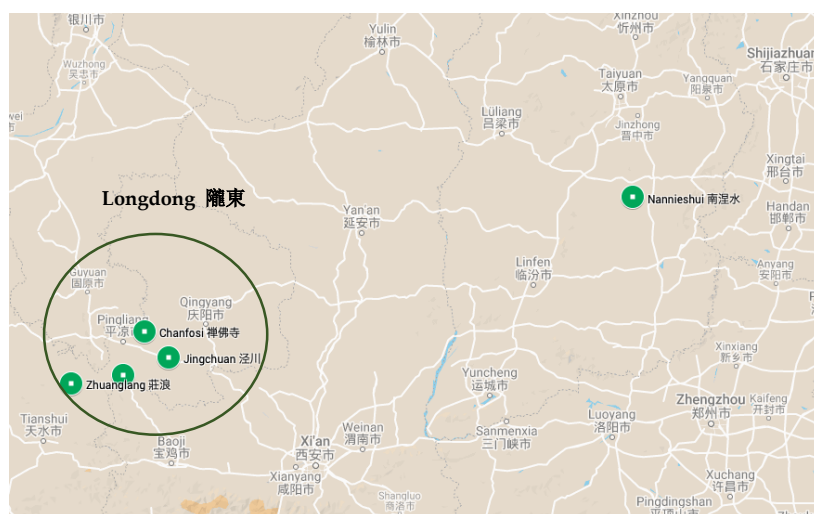 银川市
Yulin
榆林市
Xinzhou
忻州市
Wuzhong
吴忠市
Shijiazhuan
石家庄市
Taiyuan
太原市
Yangquan
阳泉市
wei
市
Lüliang
吕梁市
Jinzhong
晋中市
Xingtai
邢台市
Longdong 隴東
Nannieshui 南涅水
Yan'an
延安市
Handan
邯郸市
Guyuan
固原市
Linfen
临汾市
Anyang
安阳市
Qingyang
庆阳市
Pingliang
平凉市
Chanfosi 禅佛寺
Jingchuan 泾川
Zhuanglang 莊浪
Xinxiang
新乡市
Yuncheng
运城市
Zhengzhou
郑州市
Kaifeng
开封市
Tianshui
天水市
Luoyang
洛阳市
Weinan
渭南市
Sanmenxia
三门峡市
Baoji
宝鸡市
Xi'an
西安市
Xianyang
咸阳市
Xuchang
许昌市
Shangluo
商洛市
Pingdingshan